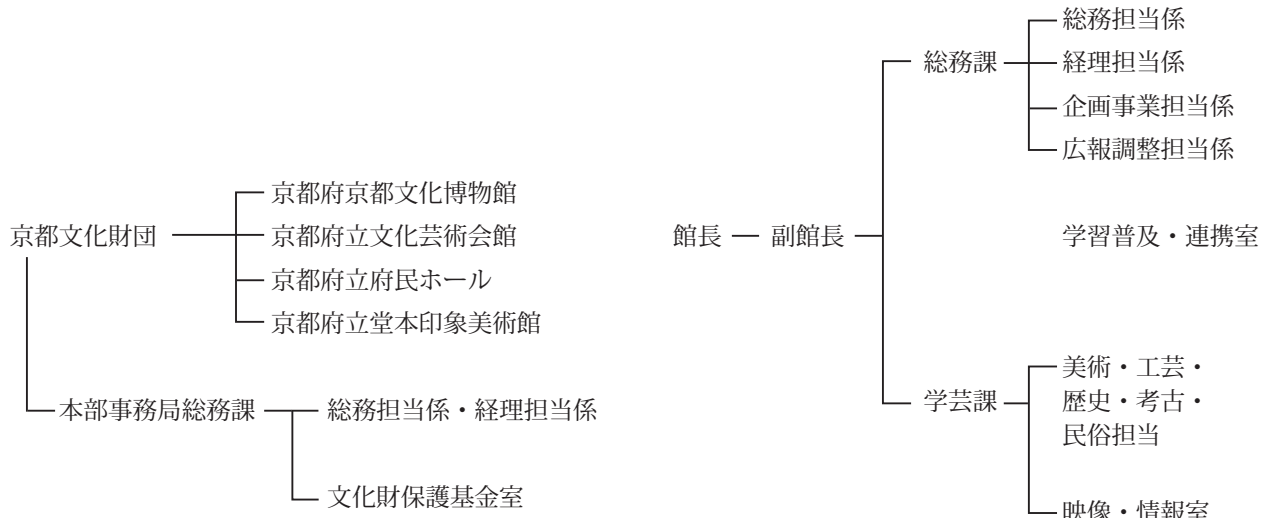 京都文化財団
京都府京都文化博物館
京都府立文化芸術会館
京都府立府民ホール
京都府立堂本印象美術館
本部事務局総務課
総務担当係・経理担当係
文化財保護基金室
館長
副館長
総務課
総務担当係
経理担当係
企画事業担当係
広報調整担当係
学習普及・連携室
学芸課
美術・工芸・
歴史・考古・
民俗担当
映像・情報室